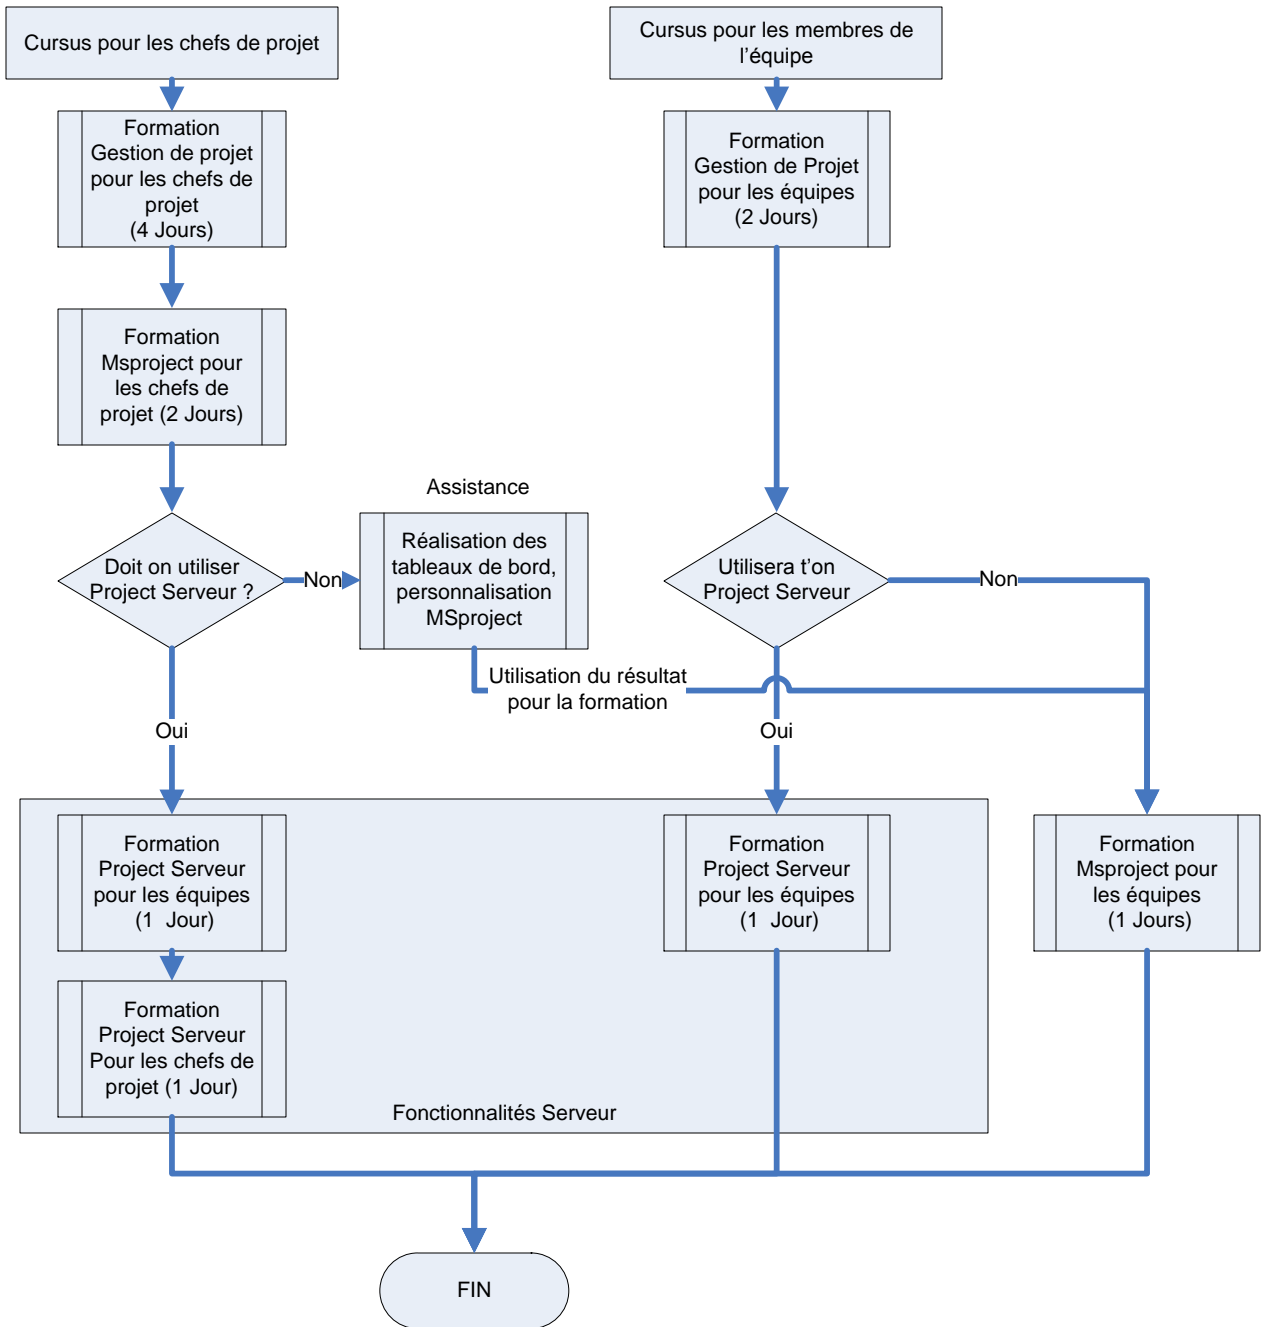 Cursus pour les chefs de projet
Cursus pour les membres de
l'équipe
Formation
Gestion de projet
pour les chefs de
projet
(4 Jours)
Formation
Gestion de Projet
pour les équipes
(2 Jours)
Formation
Msproject pour
les chefs de
projet (2 Jours)
Assistance
Doit on utiliser
Project Serveur ?
Non
Réalisation des
tableaux de bord,
personnalisation
MSproject
Utilisera t'on
Project Serveur
Non
Utilisation du résultat
pour la formation
Oui
Oui
Formation
Project Serveur
pour les équipes
(1 Jour)
Formation
Project Serveur
pour les équipes
(1 Jour)
Formation
Msproject pour
les équipes
(1 Jours)
Formation
Project Serveur
Pour les chefs de
projet (1 Jour)
Fonctionnalités Serveur
FIN